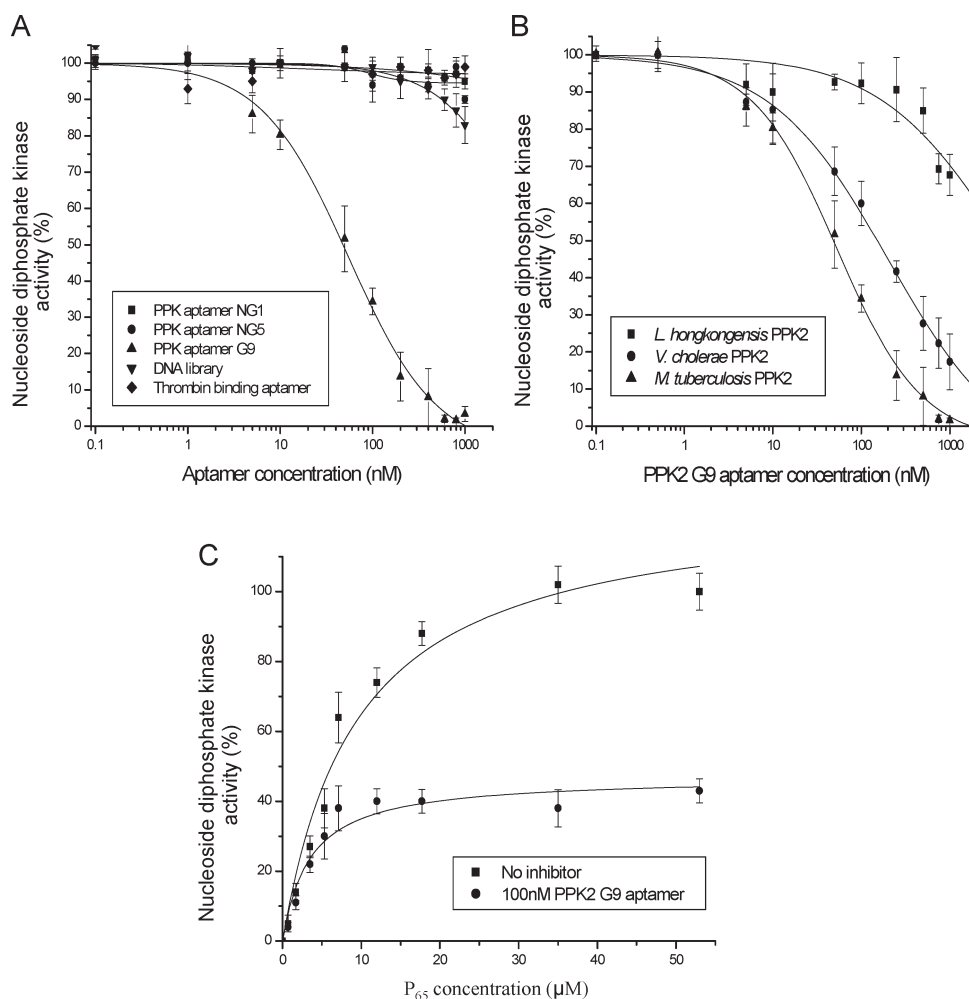 A
Nucleoside diphosphate kinase
activity (%)
100
90
80
70
60
50
40
30
20
10
0
PPK aptamer NG1
PPK aptamer NG5
PPK aptamer G9
DNA library
Thrombin binding aptamer
0.1
1
10
100
1000
Aptamer concentration (nM)
B
Nucleoside diphosphate kinase
activity (%)
100
90
80
70
60
50
40
30
20
10
0
L. hongkongensis PPK2
V. cholerae PPK2
M. tuberculosis PPK2
0.1
1
10
100
1000
PPK2 G9 aptamer concentration (nM)
C
Nucleoside diphosphate kinase
activity (%)
100
80
60
40
20
0
No inhibitor
100nM PPK2 G9 aptamer
0
10
20
30
40
50
P65 concentration (µM)